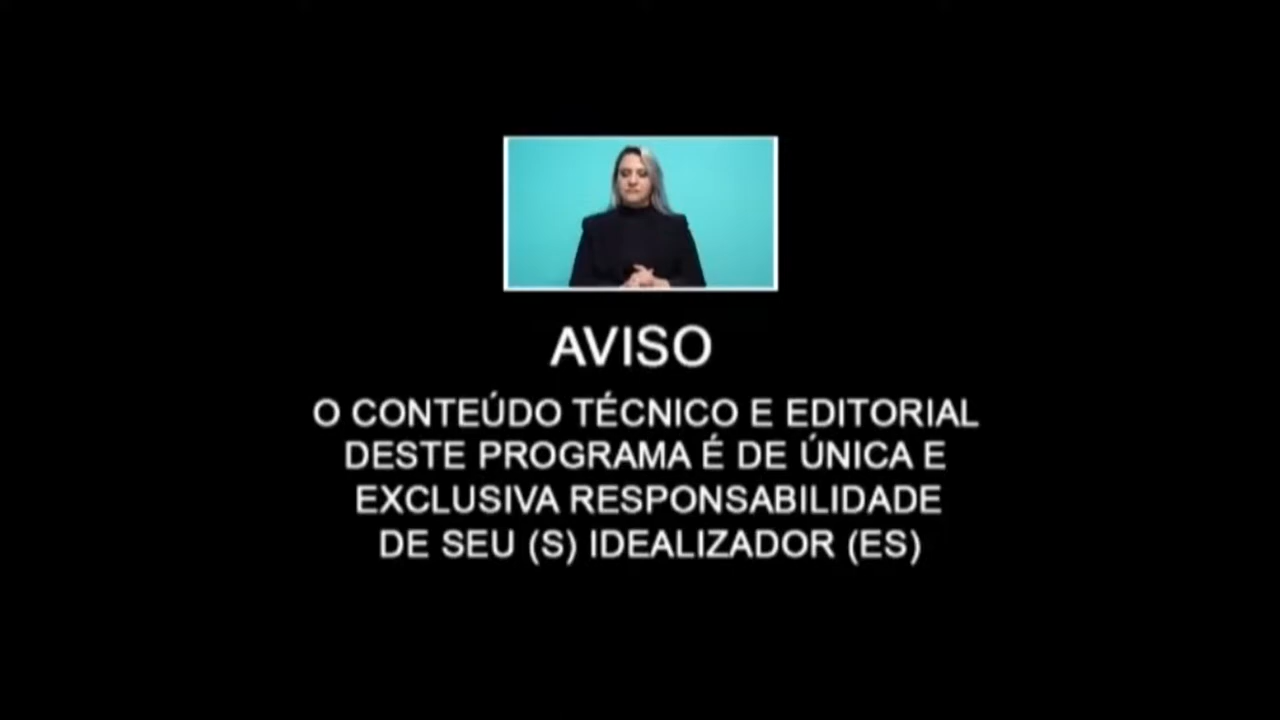 AVISO
O CONTEÚDO TÉCNICO E EDITORIAL
DESTE PROGRAMA É DE ÚNICA E
EXCLUSIVA RESPONSABILIDADE
DE SEU (S) IDEALIZADOR (ES)